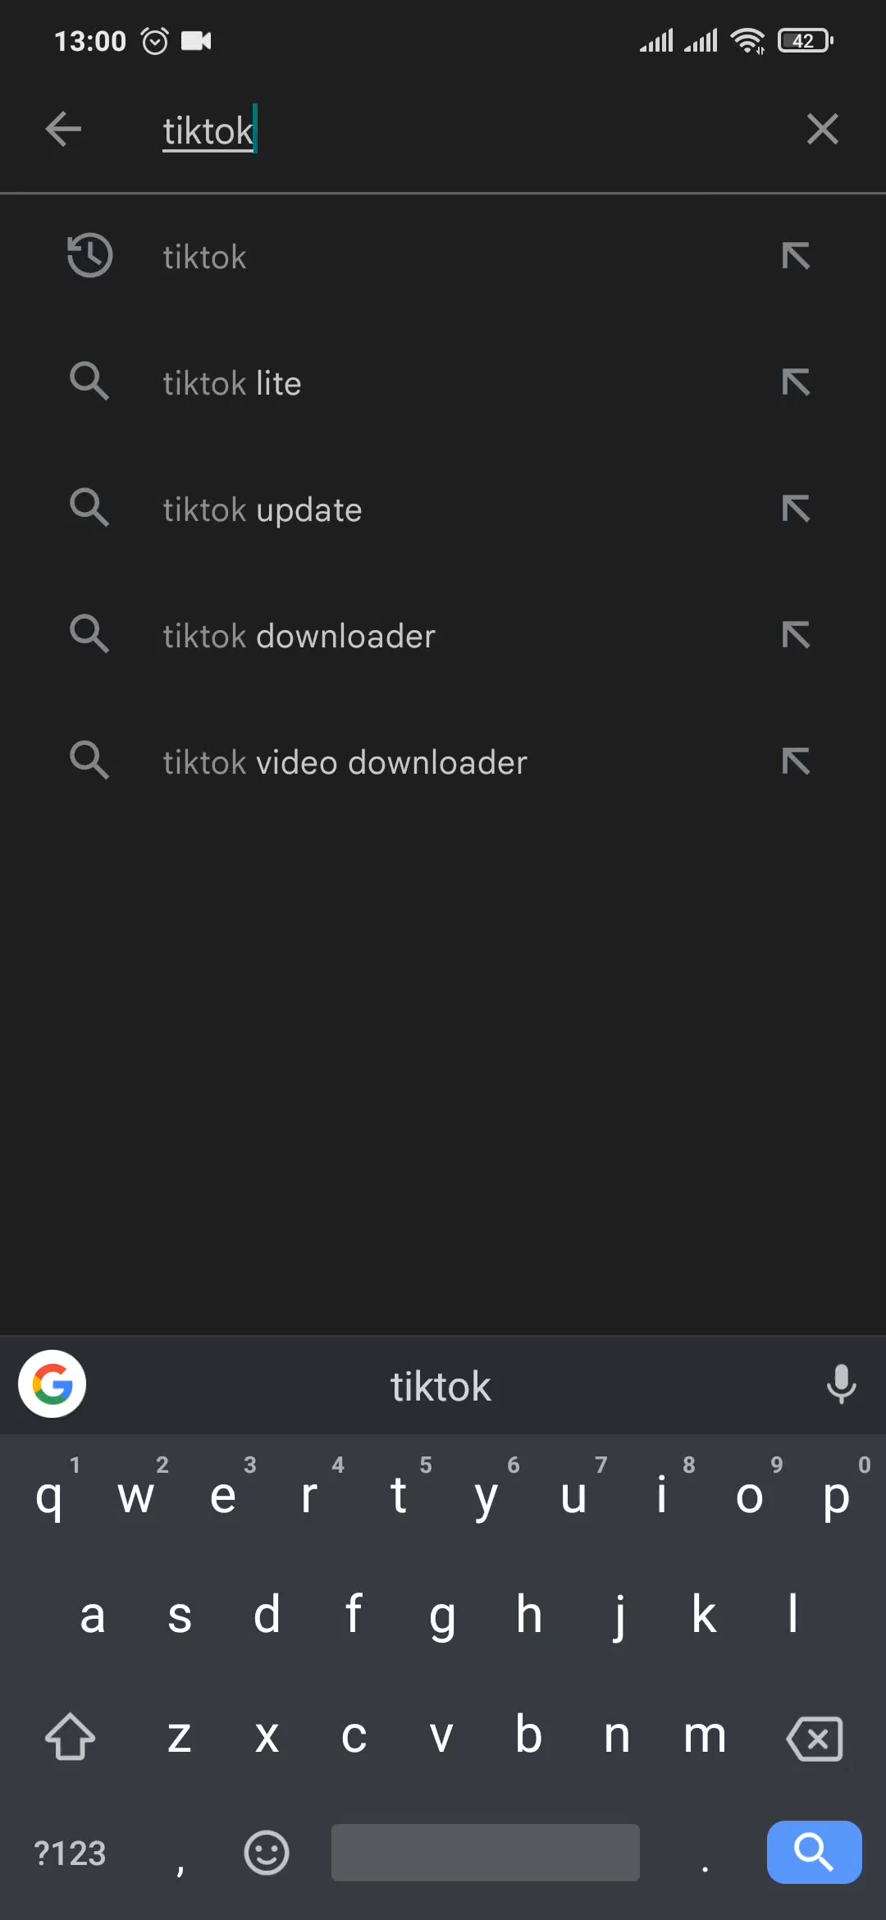 13:00 42
tiktok
tiktok
tiktok lite
tiktok update
tiktok downloader
tiktok video downloader
tiktok
1 2 3 4 5 6 7 8 9 0
q w e r t y u i o p
a s d f g h j k l
z x c v b n m
?123 , .